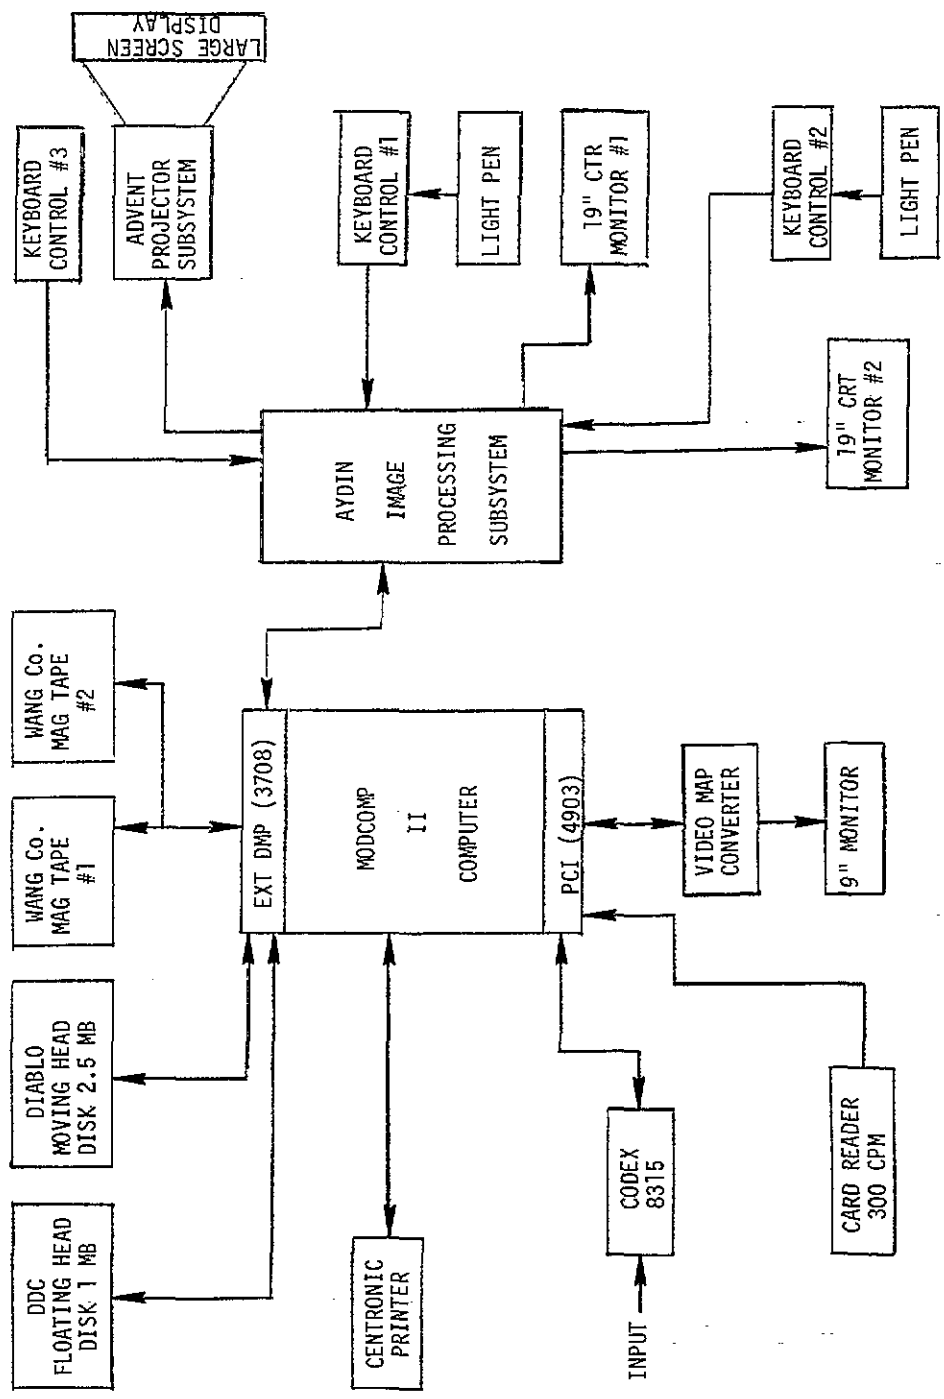 DDC
FLOATING HEAD
DISK 1 MB
DIABLO
MOVING HEAD
DISK 2.5 MB
WANG Co.
MAG TAPE
#1
WANG Co.
MAG TAPE
#2
KEYBOARD
CONTROL #3
ADVENT
PROJECTOR
SUBSYSTEM
LARGE SCREEN
DISPLAY
CENTRONIC
PRINTER
EXT DMP (3708)
MODCOMP
II
COMPUTER
PCI (4903)
AYDIN
IMAGE
PROCESSING
SUBSYSTEM
KEYBOARD
CONTROL #1
LIGHT PEN
19" CTR
MONITOR #1
INPUT
CODEX
8315
VIDEO MAP
CONVERTER
9" MONITOR
CARD READER
300 CPM
19" CRT
MONITOR #2
KEYBOARD
CONTROL #2
LIGHT PEN